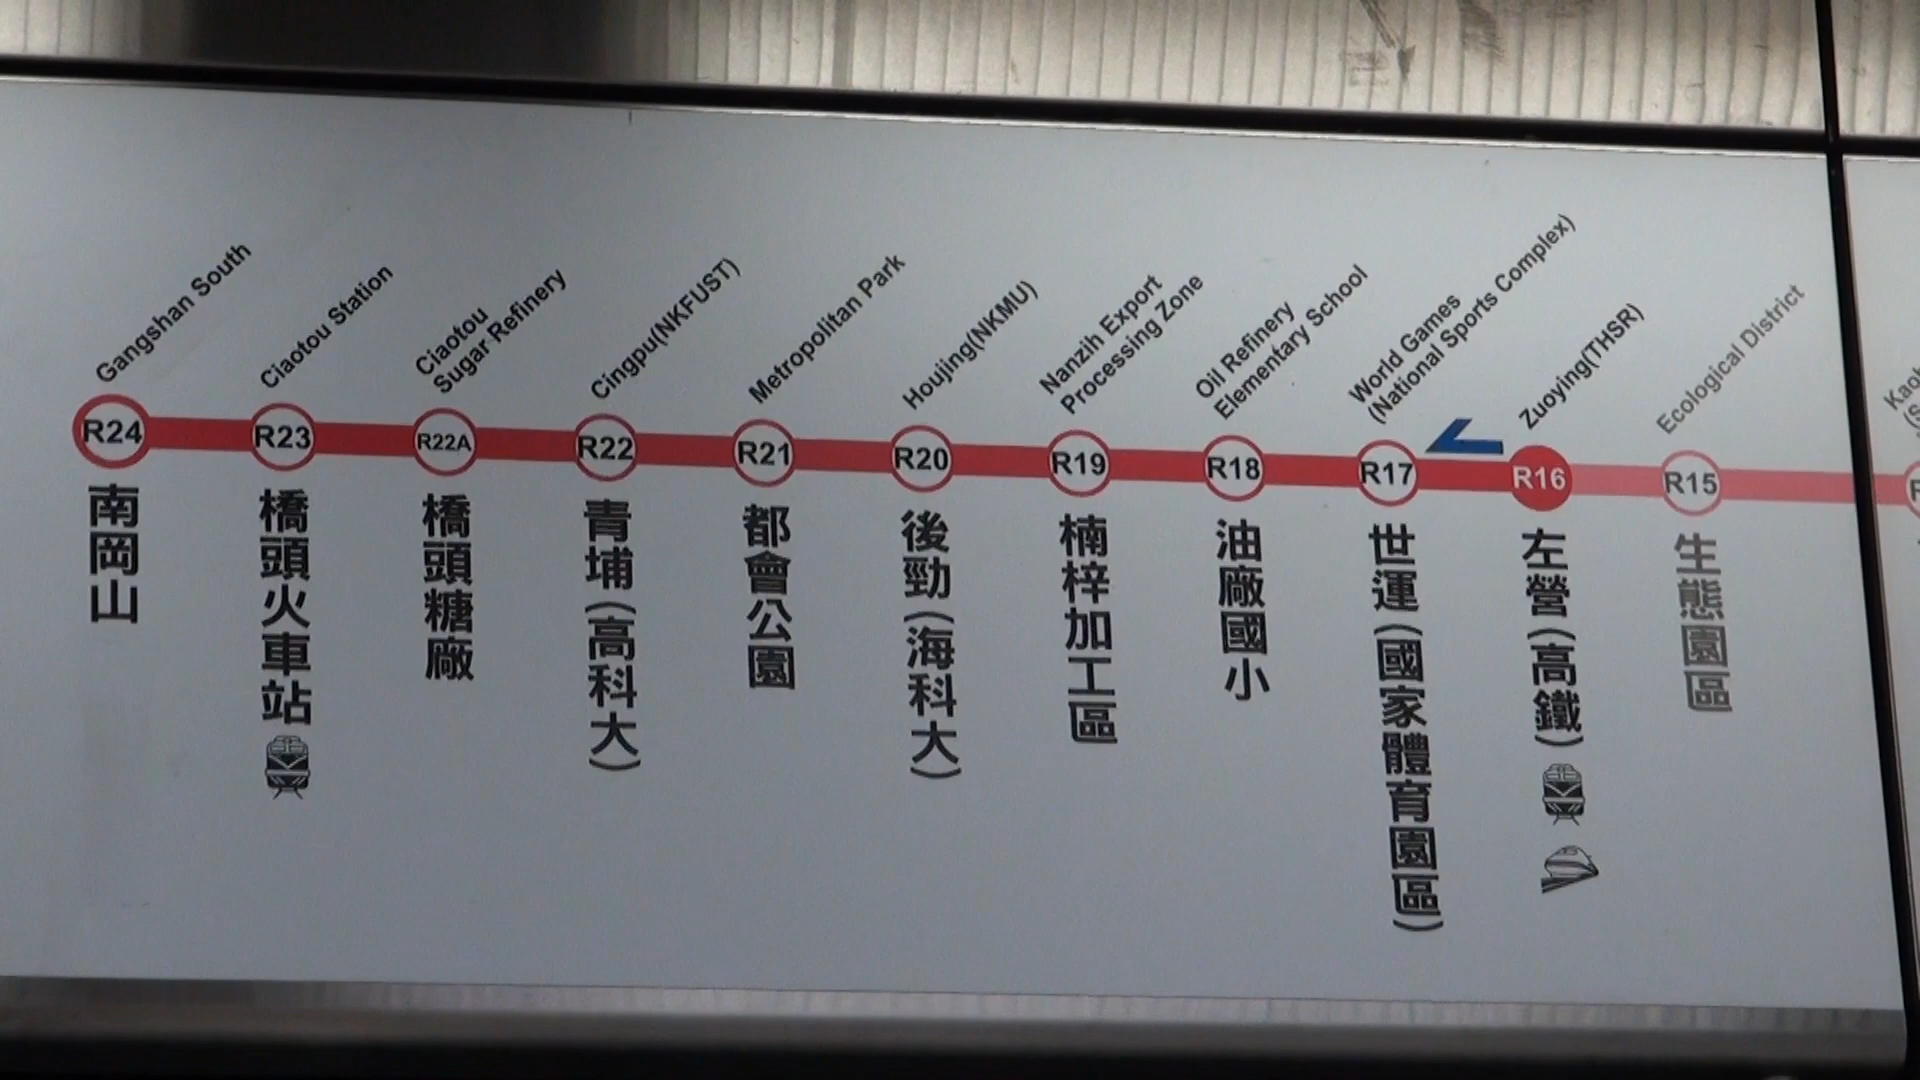 Gangshan South
Ciaotou Station
Ciaotou
Sugar Refinery
Cingpu(NKFUST)
Metropolitan Park
Houjing(NKMU)
Nanzih Export
Processing Zone
Oil Refinery
Elementary School
World Games
(National Sports Complex)
Zuoying(THSR)
Ecological District
R24
R23
R22A
R22
R21
R20
R19
R18
R17
R16
R15
南岡山
橋頭火車站
橋頭糖廠
青埔(高科大)
都會公園
後勁(海科大)
楠梓加工區
油廠國小
世運(國家體育園區)
左營(高鐵)
生態園區